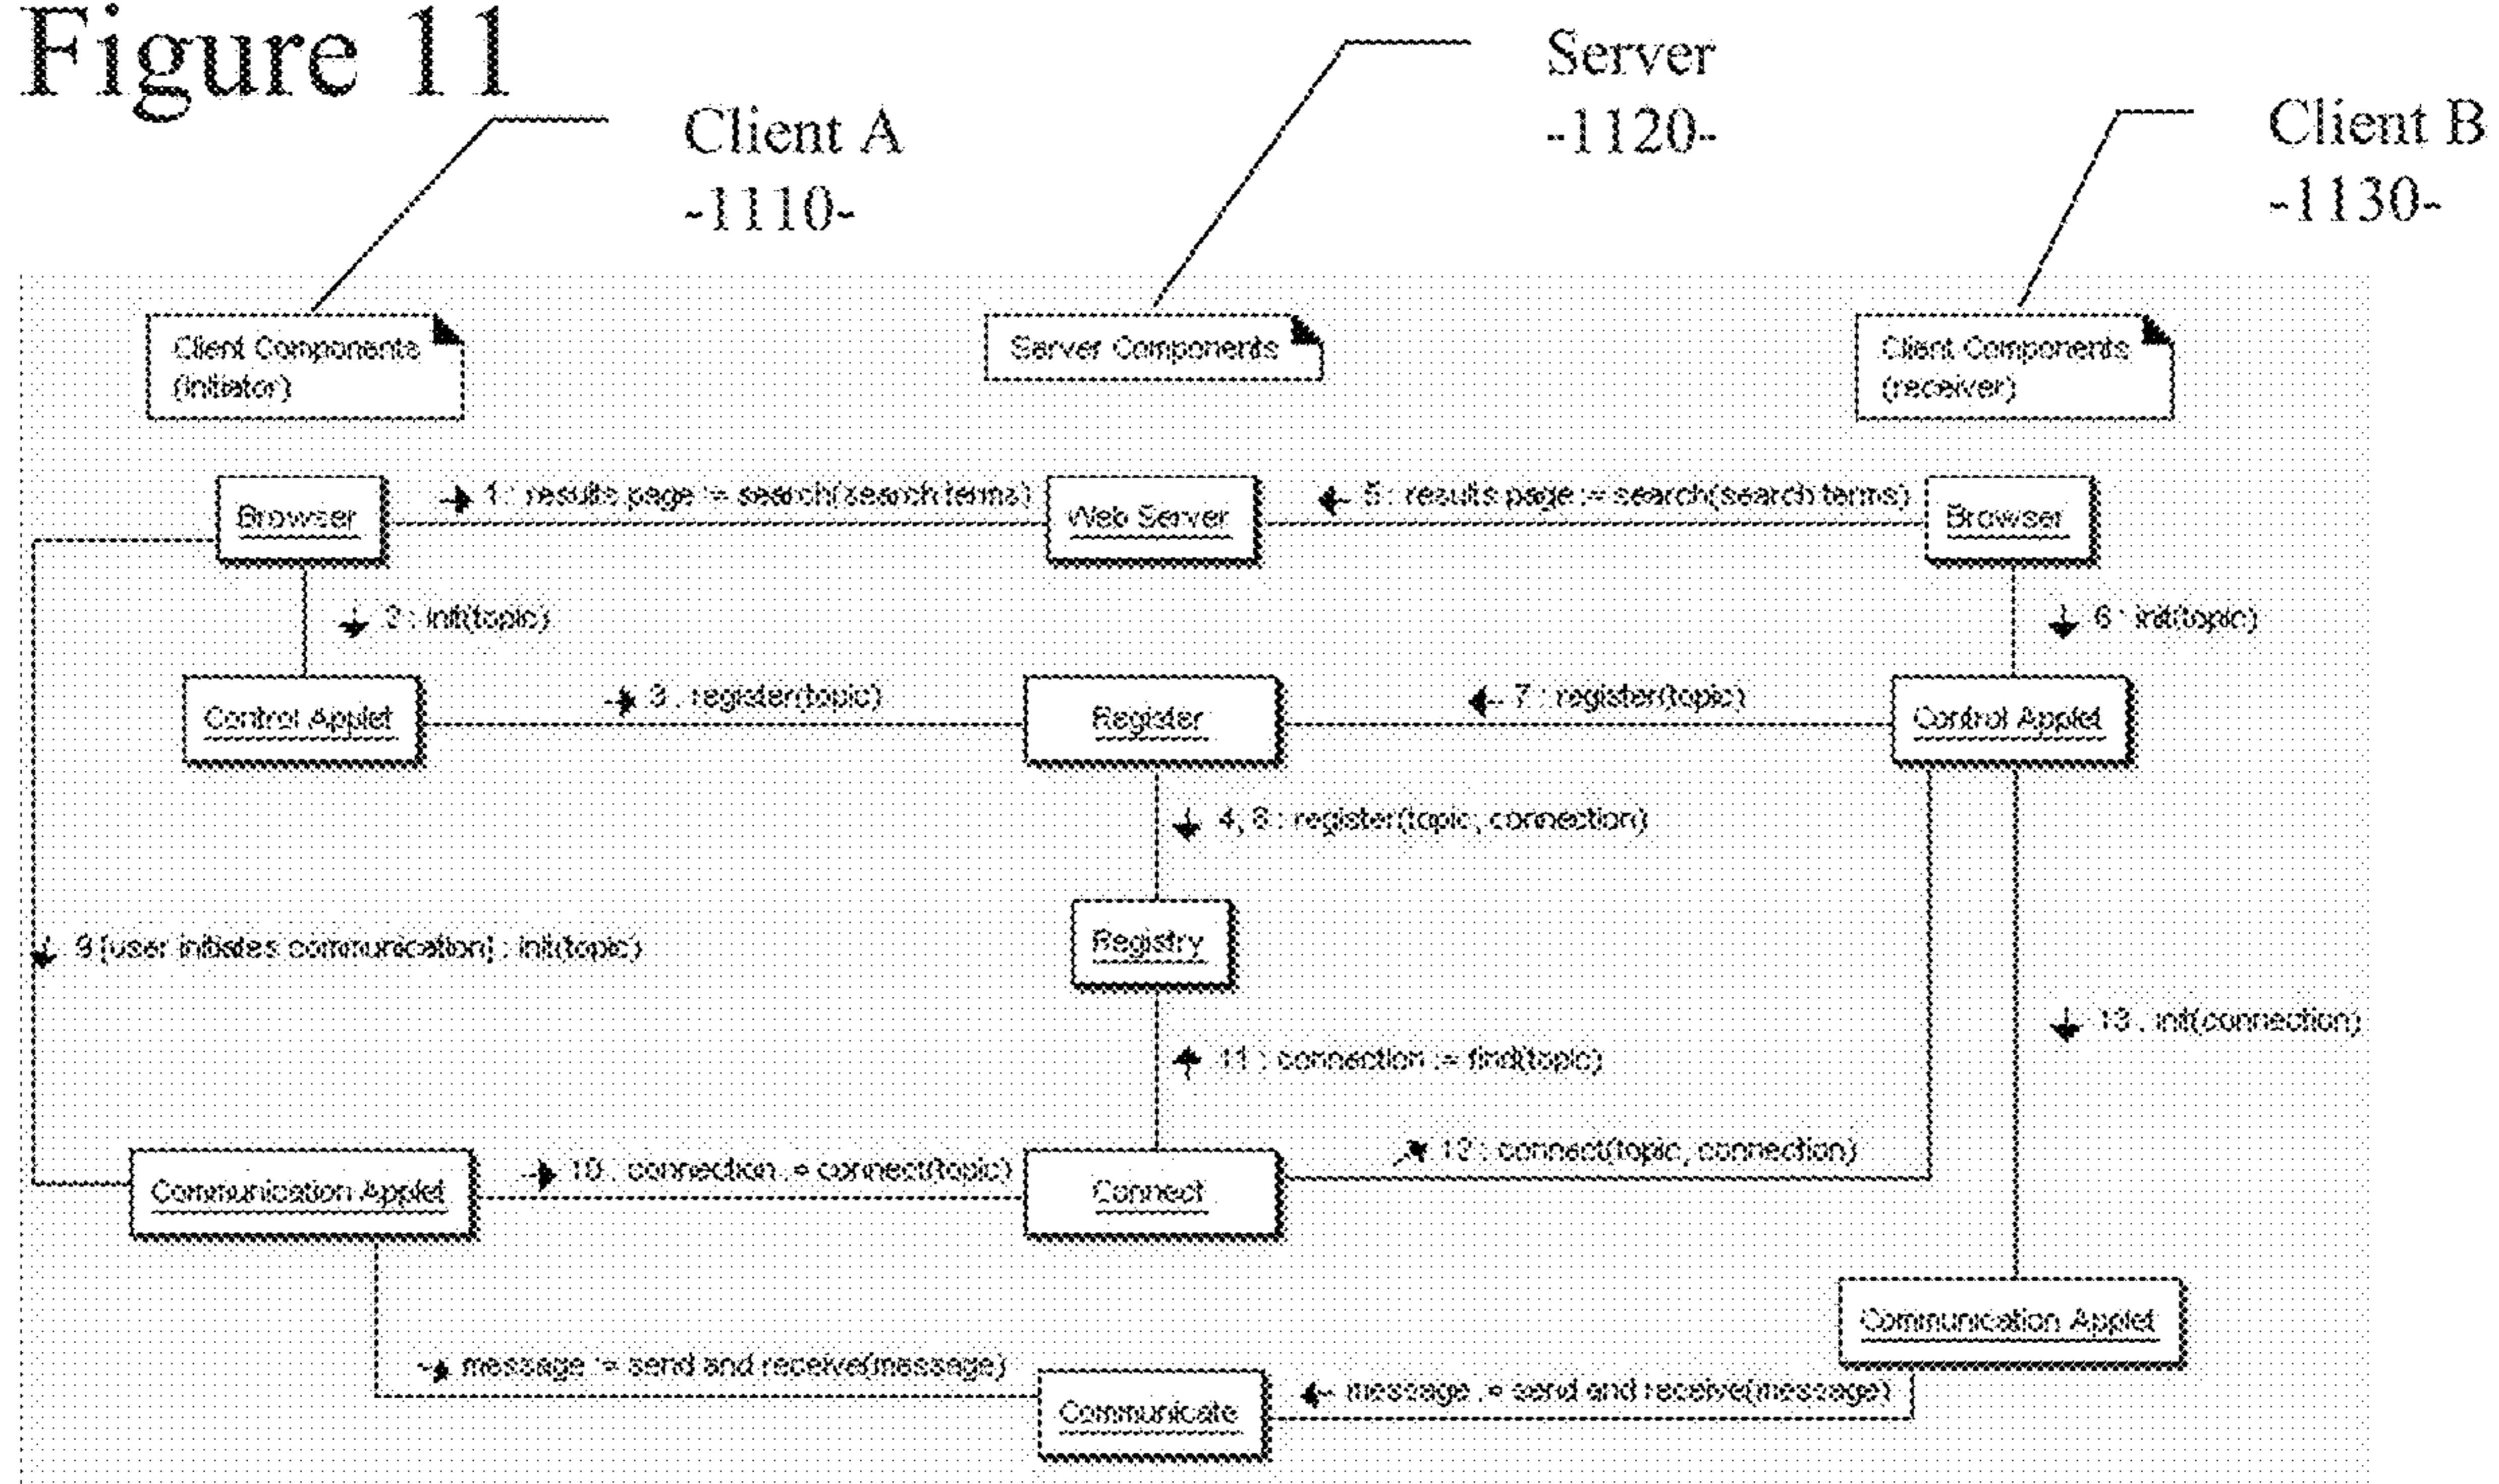 Figure 11
Client A
-1110-
Server
-1120-
Client B
-1130-
Client Components
(initiator)
Server Components
Client Components
(receiver)
Browser
1 : results page := search(search terms)
Web Server
5 : results page := search(search terms)
Browser
2 : init(topic)
6 : init(topic)
Control Applet
3 : register(topic)
Register
7 : register(topic)
Control Applet
4, 8 : register(topic, connection)
Registry
9 [user initiates communication] : init(topic)
13 : init(connection)
11 : connection := find(topic)
Communication Applet
10 : connection := connect(topic)
Connect
12 : connect(topic, connection)
Communication Applet
message := send and receive(message)
Communicate
message := send and receive(message)